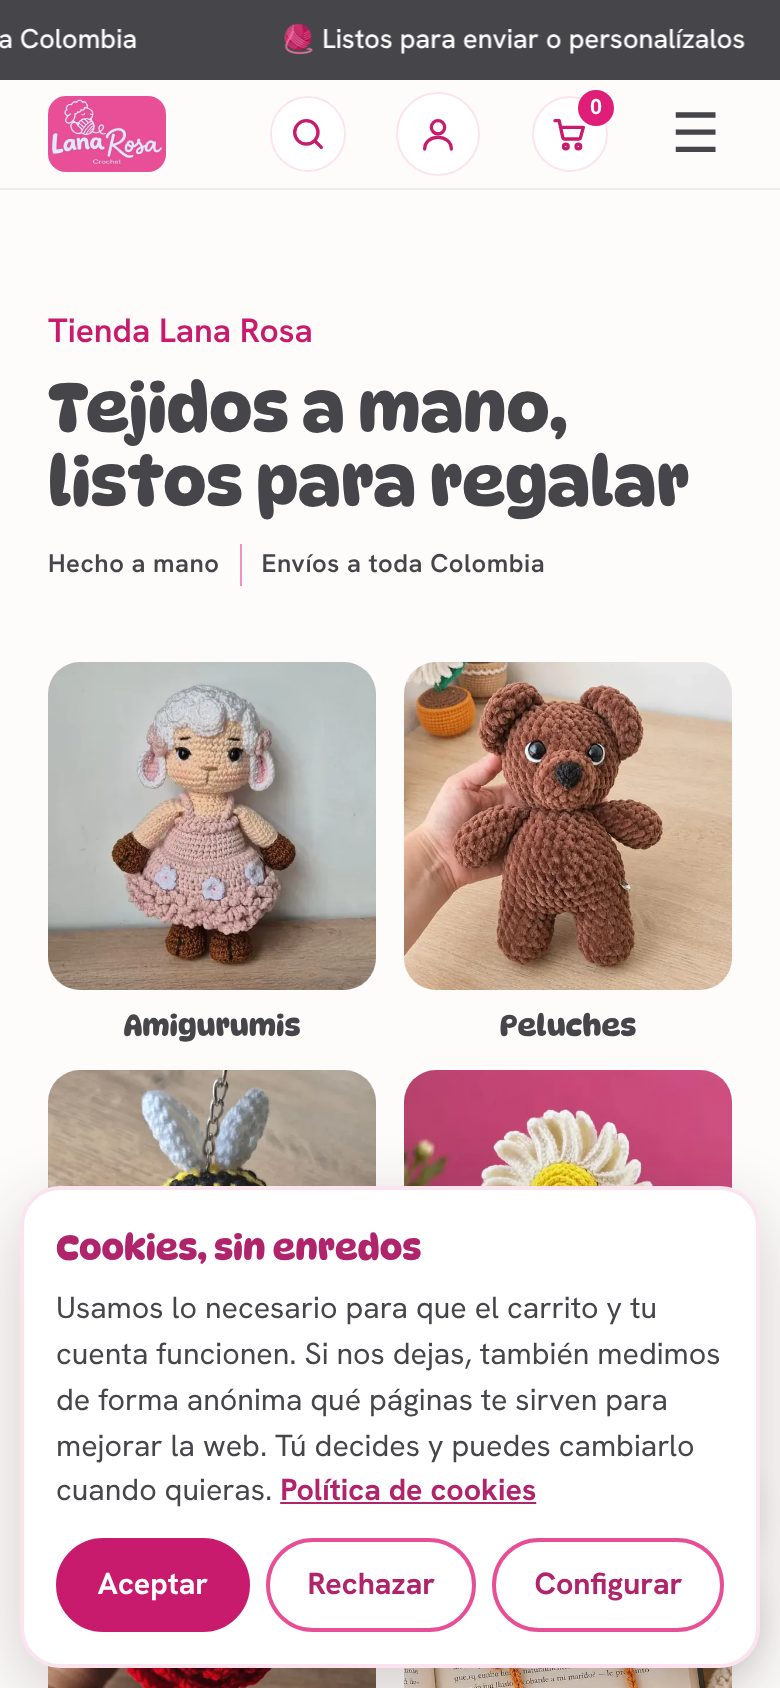 a Colombia
Listos para enviar o personalízalos
Lana Rosa
Crochet
0
Tienda Lana Rosa
Tejidos a mano,
listos para regalar
Hecho a mano
Envíos a toda Colombia
Amigurumis
Peluches
Cookies, sin enredos
Usamos lo necesario para que el carrito y tu
cuenta funcionen. Si nos dejas, también medimos
de forma anónima qué páginas te sirven para
mejorar la web. Tú decides y puedes cambiarlo
cuando quieras. Política de cookies
Aceptar
Rechazar
Configurar